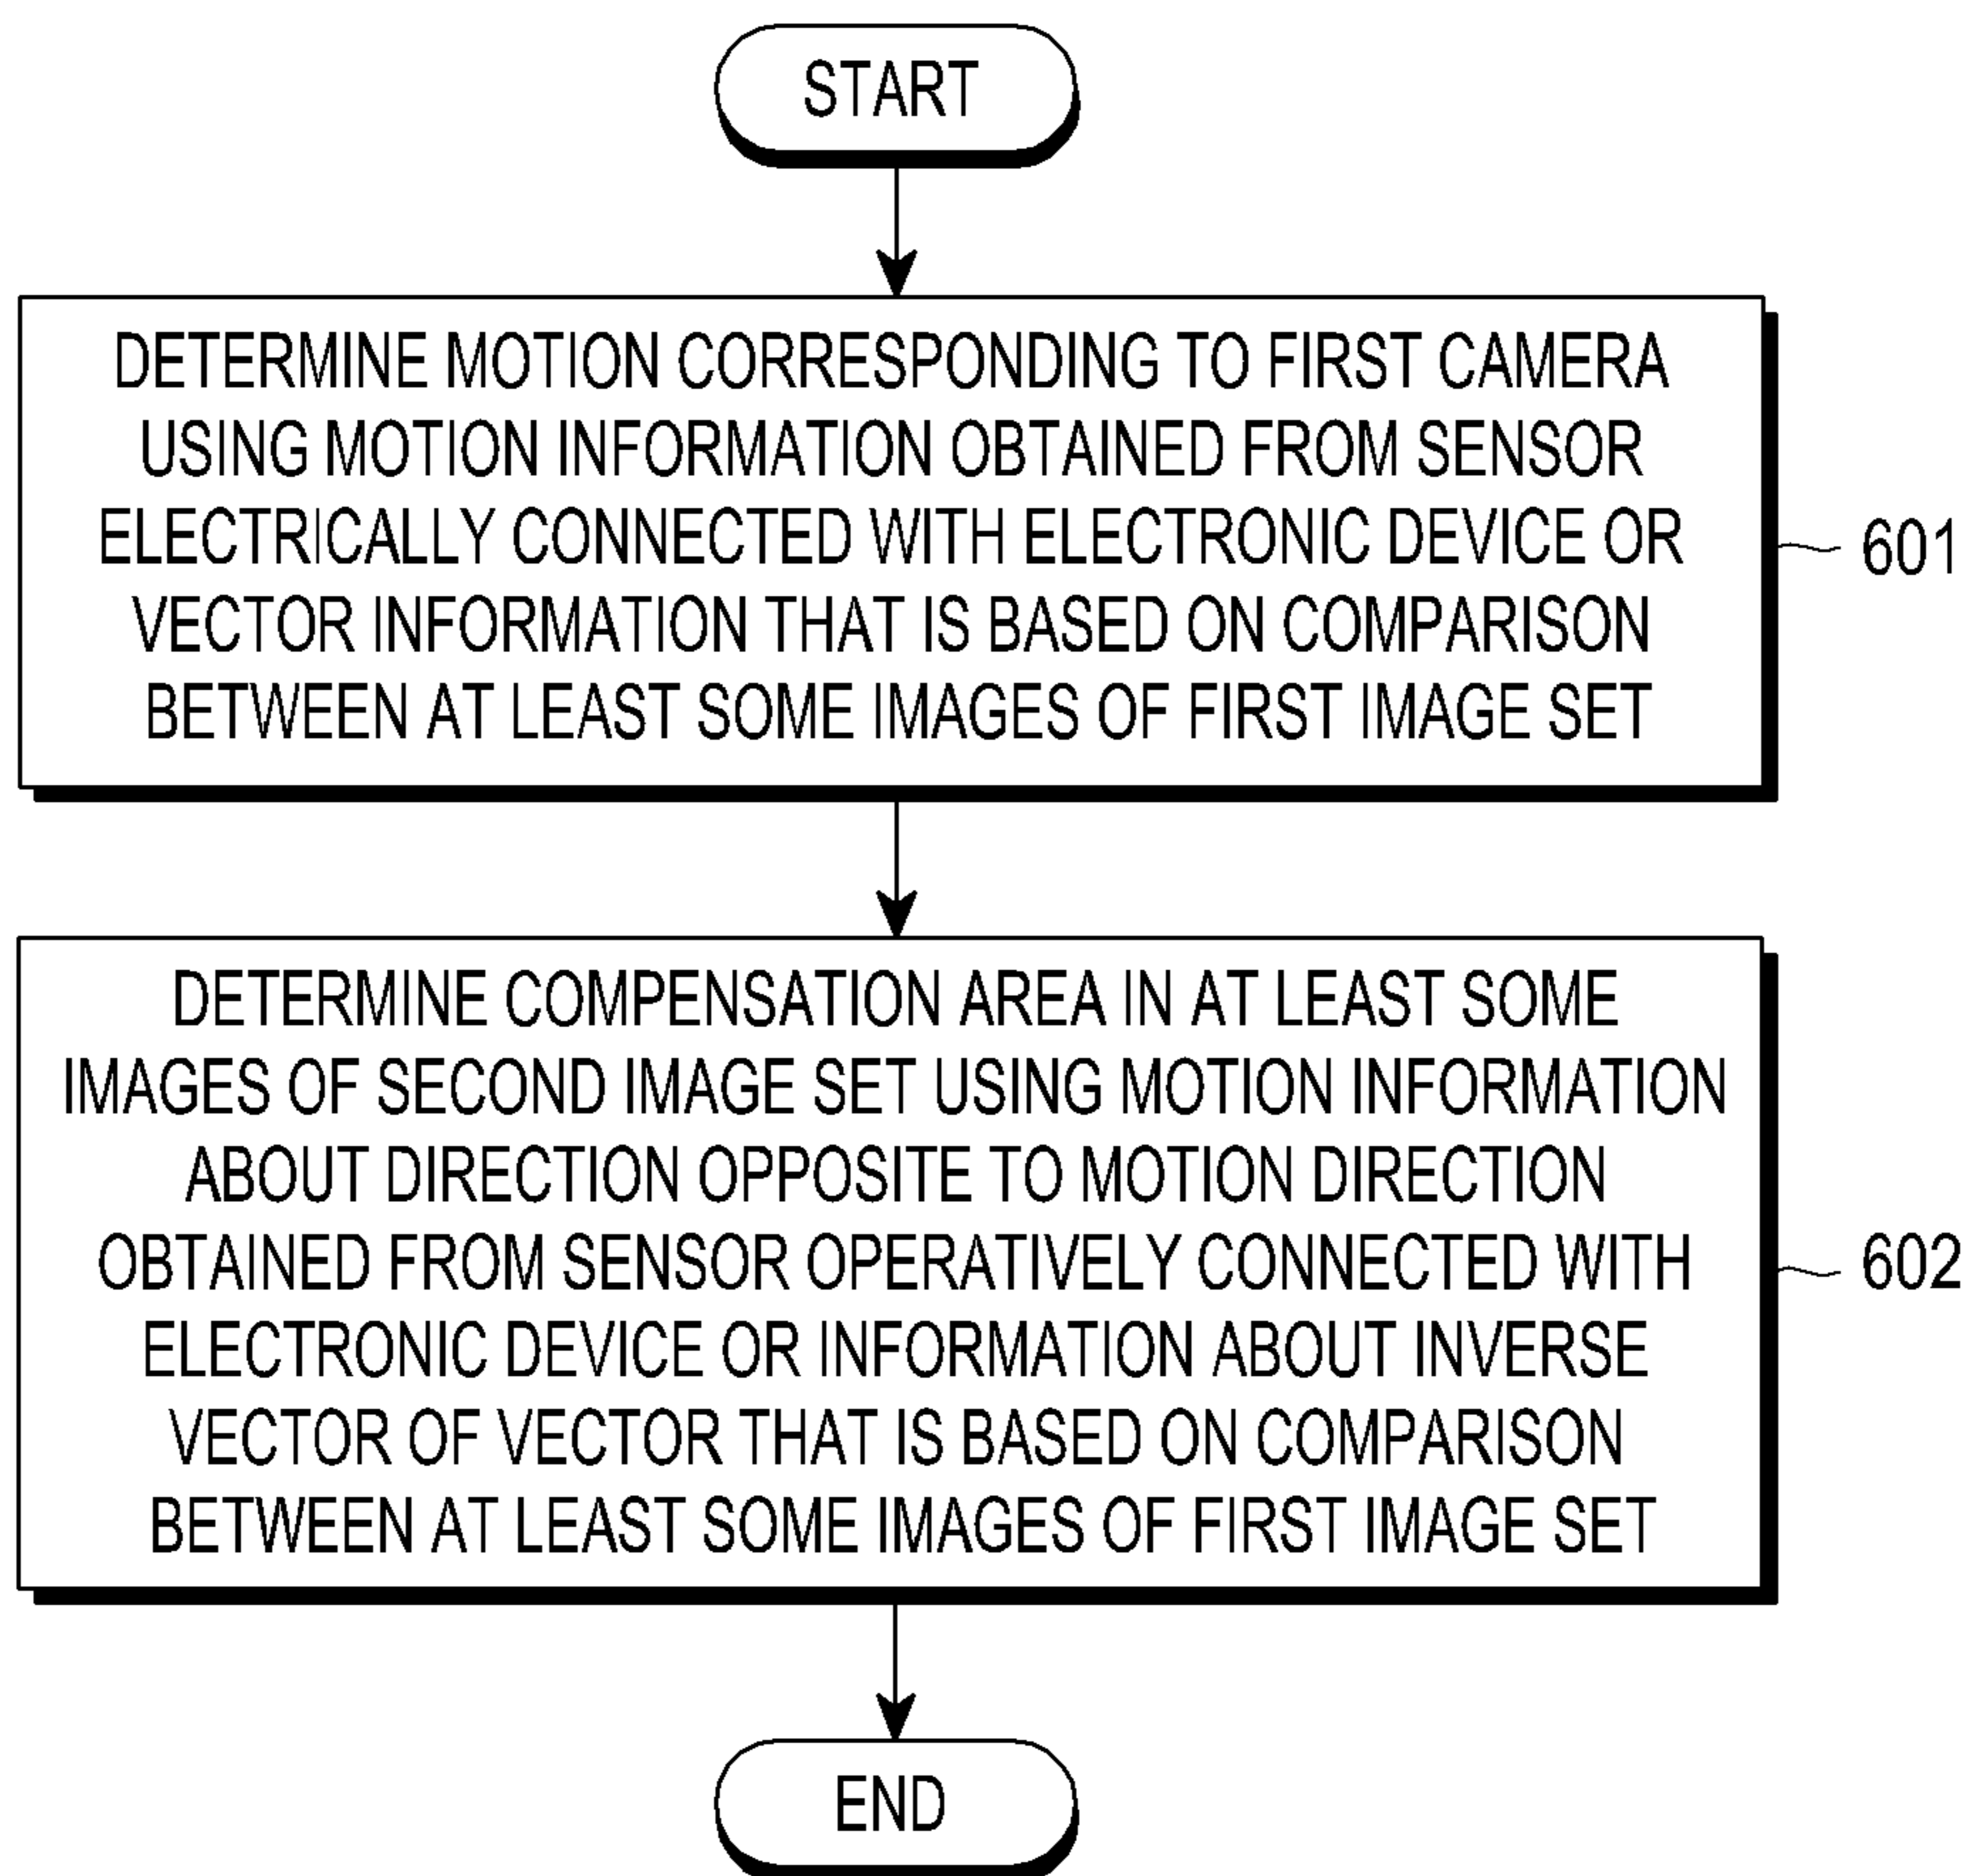 START
DETERMINE MOTION CORRESPONDING TO FIRST CAMERA
USING MOTION INFORMATION OBTAINED FROM SENSOR
ELECTRICALLY CONNECTED WITH ELECTRONIC DEVICE OR
VECTOR INFORMATION THAT IS BASED ON COMPARISON
BETWEEN AT LEAST SOME IMAGES OF FIRST IMAGE SET
601
DETERMINE COMPENSATION AREA IN AT LEAST SOME
IMAGES OF SECOND IMAGE SET USING MOTION INFORMATION
ABOUT DIRECTION OPPOSITE TO MOTION DIRECTION
OBTAINED FROM SENSOR OPERATIVELY CONNECTED WITH
ELECTRONIC DEVICE OR INFORMATION ABOUT INVERSE
VECTOR OF VECTOR THAT IS BASED ON COMPARISON
BETWEEN AT LEAST SOME IMAGES OF FIRST IMAGE SET
602
END